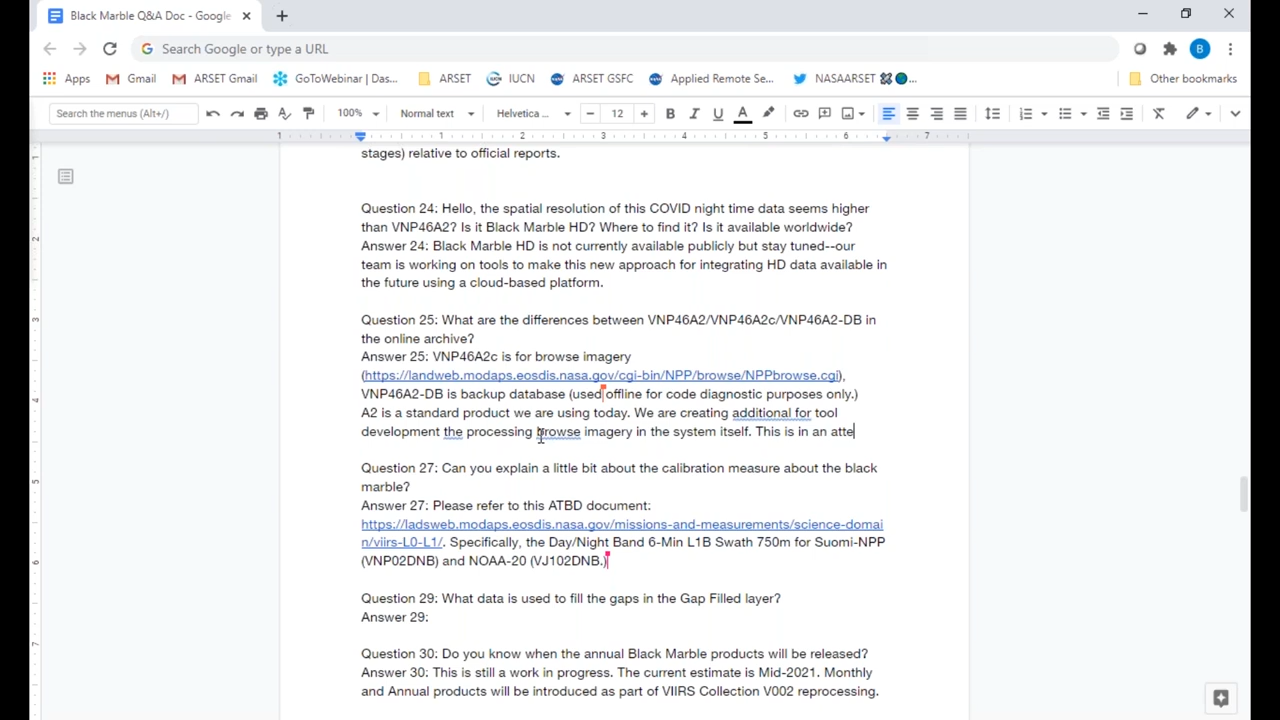 Black Marble Q&A Doc - Google
Search Google or type a URL
Apps Gmail ARSET Gmail GoToWebinar | Das... ARSET IUCN ARSET GSFC Applied Remote Se... NASAARSET Other bookmarks
Search the menus (Alt+/) 100% Normal text Helvetica ... 12 B I U A
1 1 2 3 4 5 6 7
stages) relative to official reports.
Question 24: Hello, the spatial resolution of this COVID night time data seems higher
than VNP46A2? Is it Black Marble HD? Where to find it? Is it available worldwide?
Answer 24: Black Marble HD is not currently available publicly but stay tuned--our
team is working on tools to make this new approach for integrating HD data available in
the future using a cloud-based platform.
Question 25: What are the differences between VNP46A2/VNP46A2c/VNP46A2-DB in
the online archive?
Answer 25: VNP46A2c is for browse imagery
(https://landweb.modaps.eosdis.nasa.gov/cgi-bin/NPP/browse/NPPbrowse.cgi),
VNP46A2-DB is backup database (used offline for code diagnostic purposes only.)
A2 is a standard product we are using today. We are creating additional for tool
development the processing browse imagery in the system itself. This is in an atte
Question 27: Can you explain a little bit about the calibration measure about the black
marble?
Answer 27: Please refer to this ATBD document:
https://ladsweb.modaps.eosdis.nasa.gov/missions-and-measurements/science-domai
n/viirs-L0-L1/. Specifically, the Day/Night Band 6-Min L1B Swath 750m for Suomi-NPP
(VNP02DNB) and NOAA-20 (VJ102DNB.)
Question 29: What data is used to fill the gaps in the Gap Filled layer?
Answer 29:
Question 30: Do you know when the annual Black Marble products will be released?
Answer 30: This is still a work in progress. The current estimate is Mid-2021. Monthly
and Annual products will be introduced as part of VIIRS Collection V002 reprocessing.